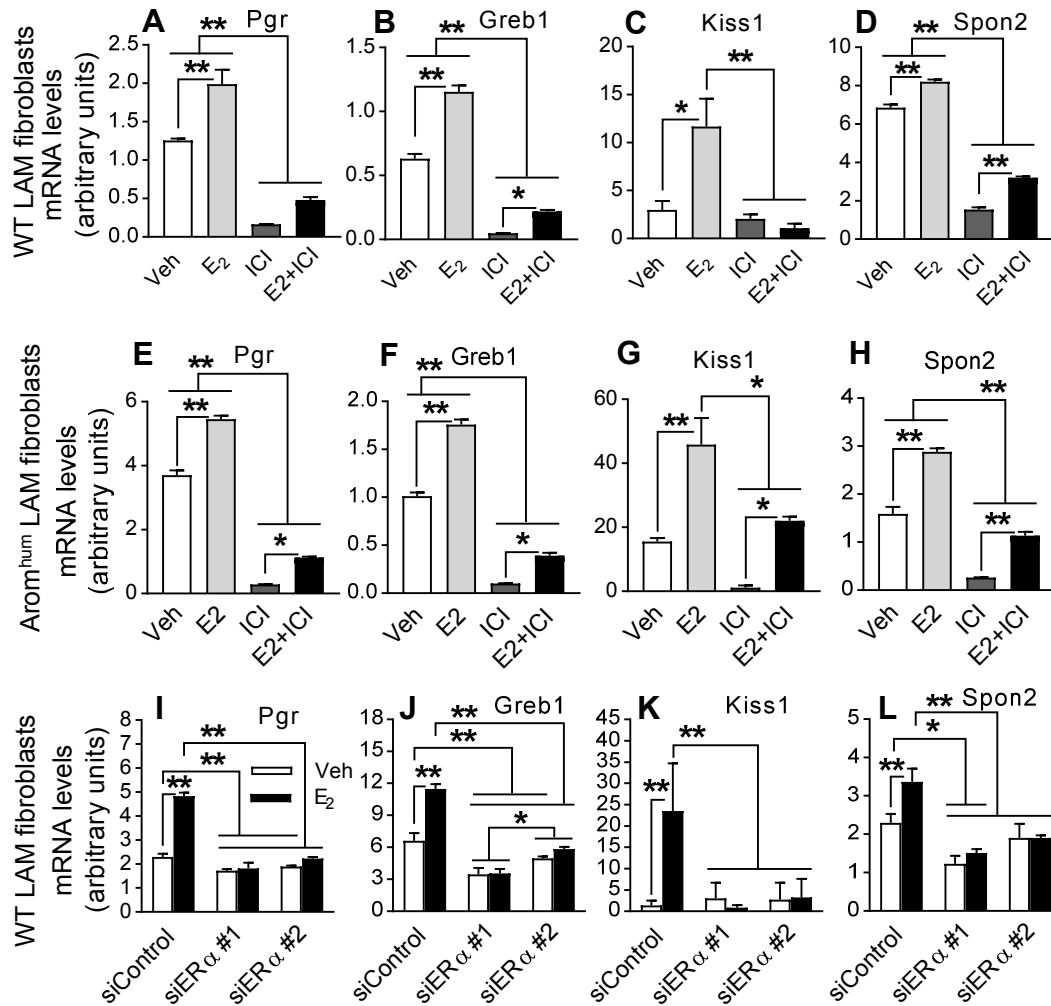 A Pgr
B Greb1
C Kiss1
D Spon2
WT LAM fibroblasts
mRNA levels
(arbitrary units)
2.5
2.0
1.5
1.0
0.5
0.0
**
**
Veh
E2
ICI
E2+ICI
1.5
1.0
0.5
0.0
**
**
*
Veh
E2
ICI
E2+ICI
20
15
10
5
0
**
*
Veh
E2
ICI
E2+ICI
8
6
4
2
0
**
**
**
Veh
E2
ICI
E2+ICI
E Pgr
F Greb1
G Kiss1
H Spon2
Aromhum LAM fibroblasts
mRNA levels
(arbitrary units)
6
4
2
0
**
**
*
Veh
E2
ICI
E2+ICI
2.0
1.5
1.0
0.5
0.0
**
**
*
Veh
E2
ICI
E2+ICI
60
40
20
0
*
**
*
Veh
E2
ICI
E2+ICI
4
3
2
1
0
**
**
**
Veh
E2
ICI
E2+ICI
I Pgr
J Greb1
K Kiss1
L Spon2
WT LAM fibroblasts
mRNA levels
(arbitrary units)
8
7
6
5
4
3
2
1
0
**
**
**
Veh
E2
siControl
siERα #1
siERα #2
18
15
12
9
6
3
0
**
**
**
*
siControl
siERα #1
siERα #2
45
40
35
30
25
20
15
10
5
0
**
**
siControl
siERα #1
siERα #2
5
4
3
2
1
0
**
*
**
siControl
siERα #1
siERα #2